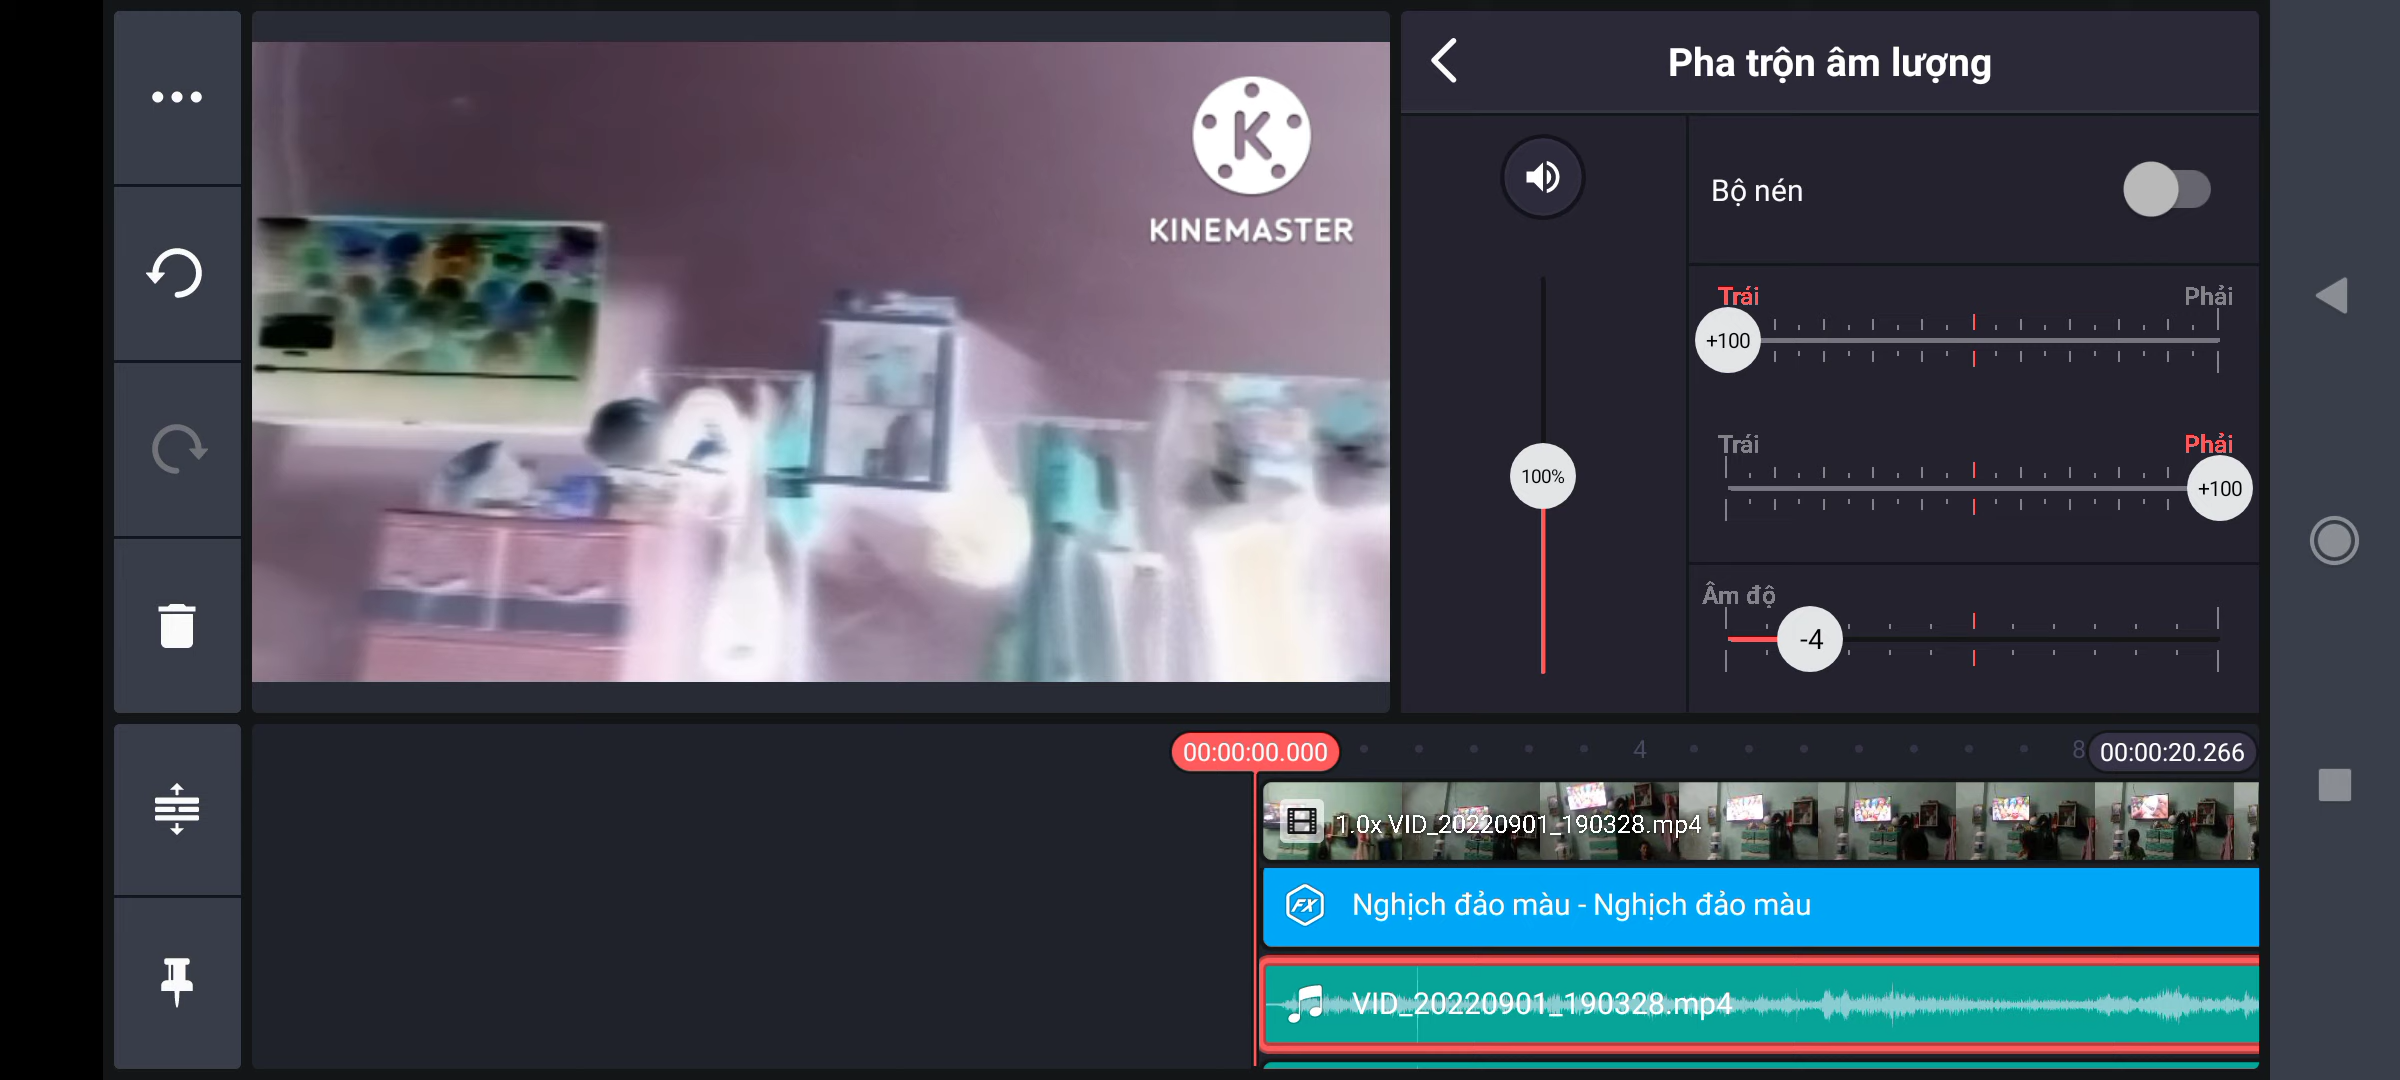 Pha trộn âm lượng
KINEMASTER
Bộ nén
Trái Phải
+100
100%
Trái Phải
+100
Âm độ
-4
00:00:00.000 4 8 00:00:20.266
1.0x VID_20220901_190328.mp4
FX Nghịch đảo màu - Nghịch đảo màu
VID_20220901_190328.mp4